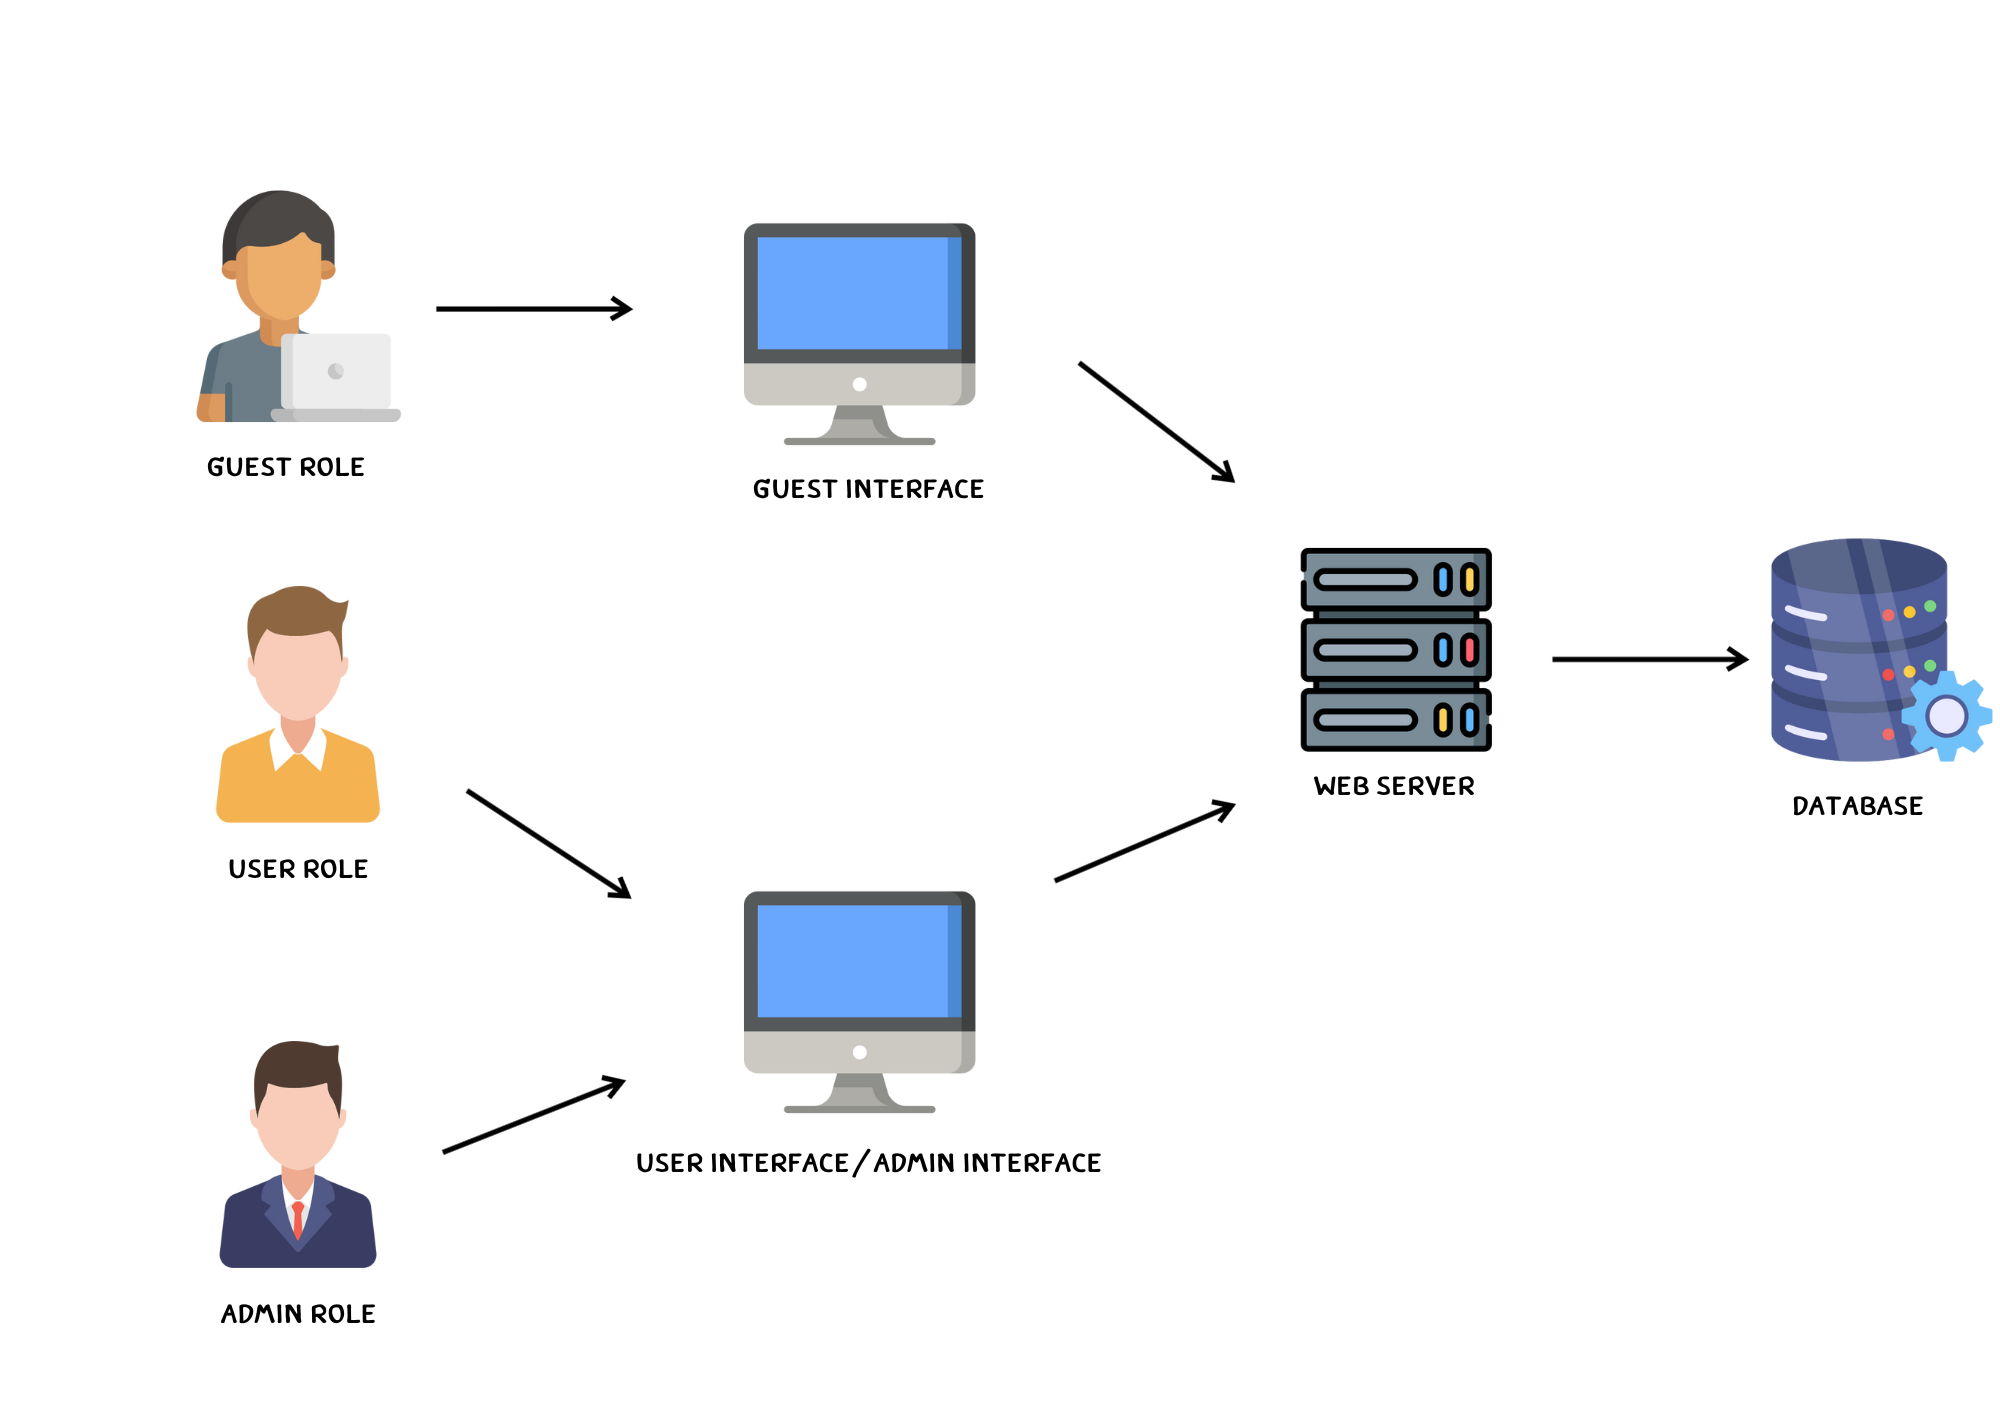 GUEST ROLE
GUEST INTERFACE
WEB SERVER
DATABASE
USER ROLE
USER INTERFACE/ADMIN INTERFACE
ADMIN ROLE